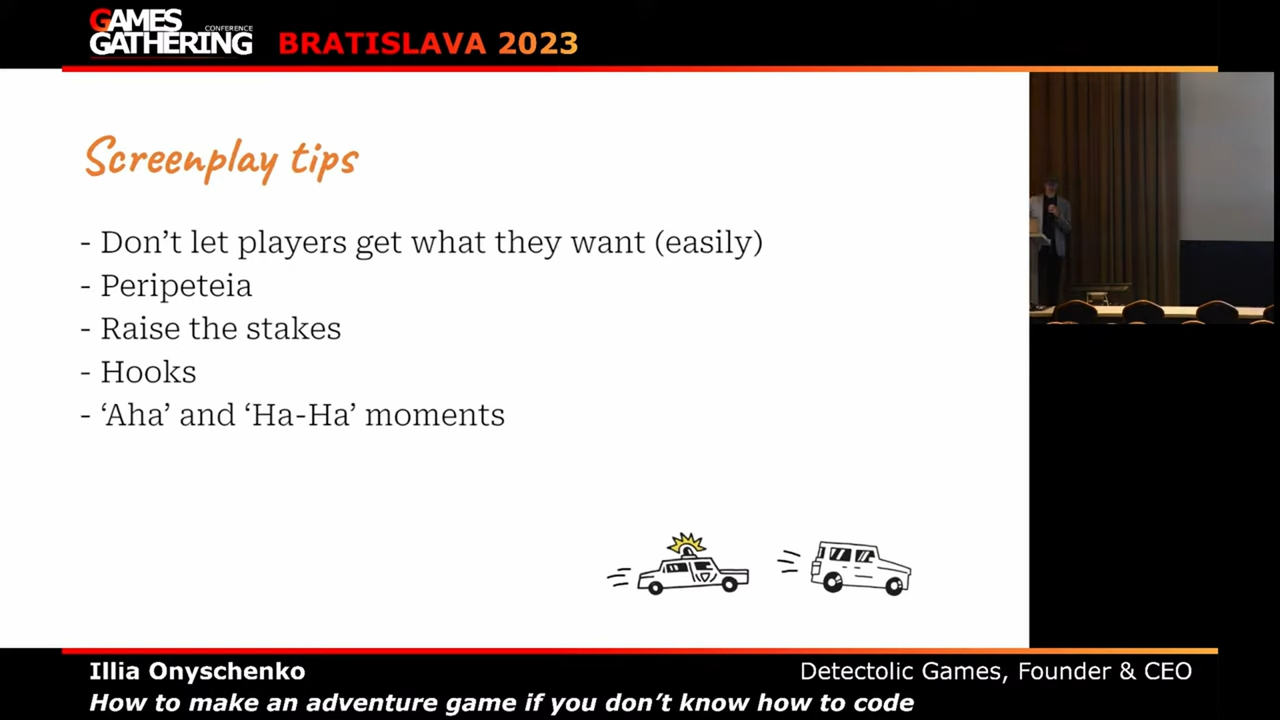 GAMES
CONFERENCE
GATHERING
BRATISLAVA 2023
Screenplay tips
- Don’t let players get what they want (easily)
- Peripeteia
- Raise the stakes
- Hooks
- ‘Aha’ and ‘Ha-Ha’ moments
Illia Onyschenko
Detectolic Games, Founder & CEO
How to make an adventure game if you don’t know how to code